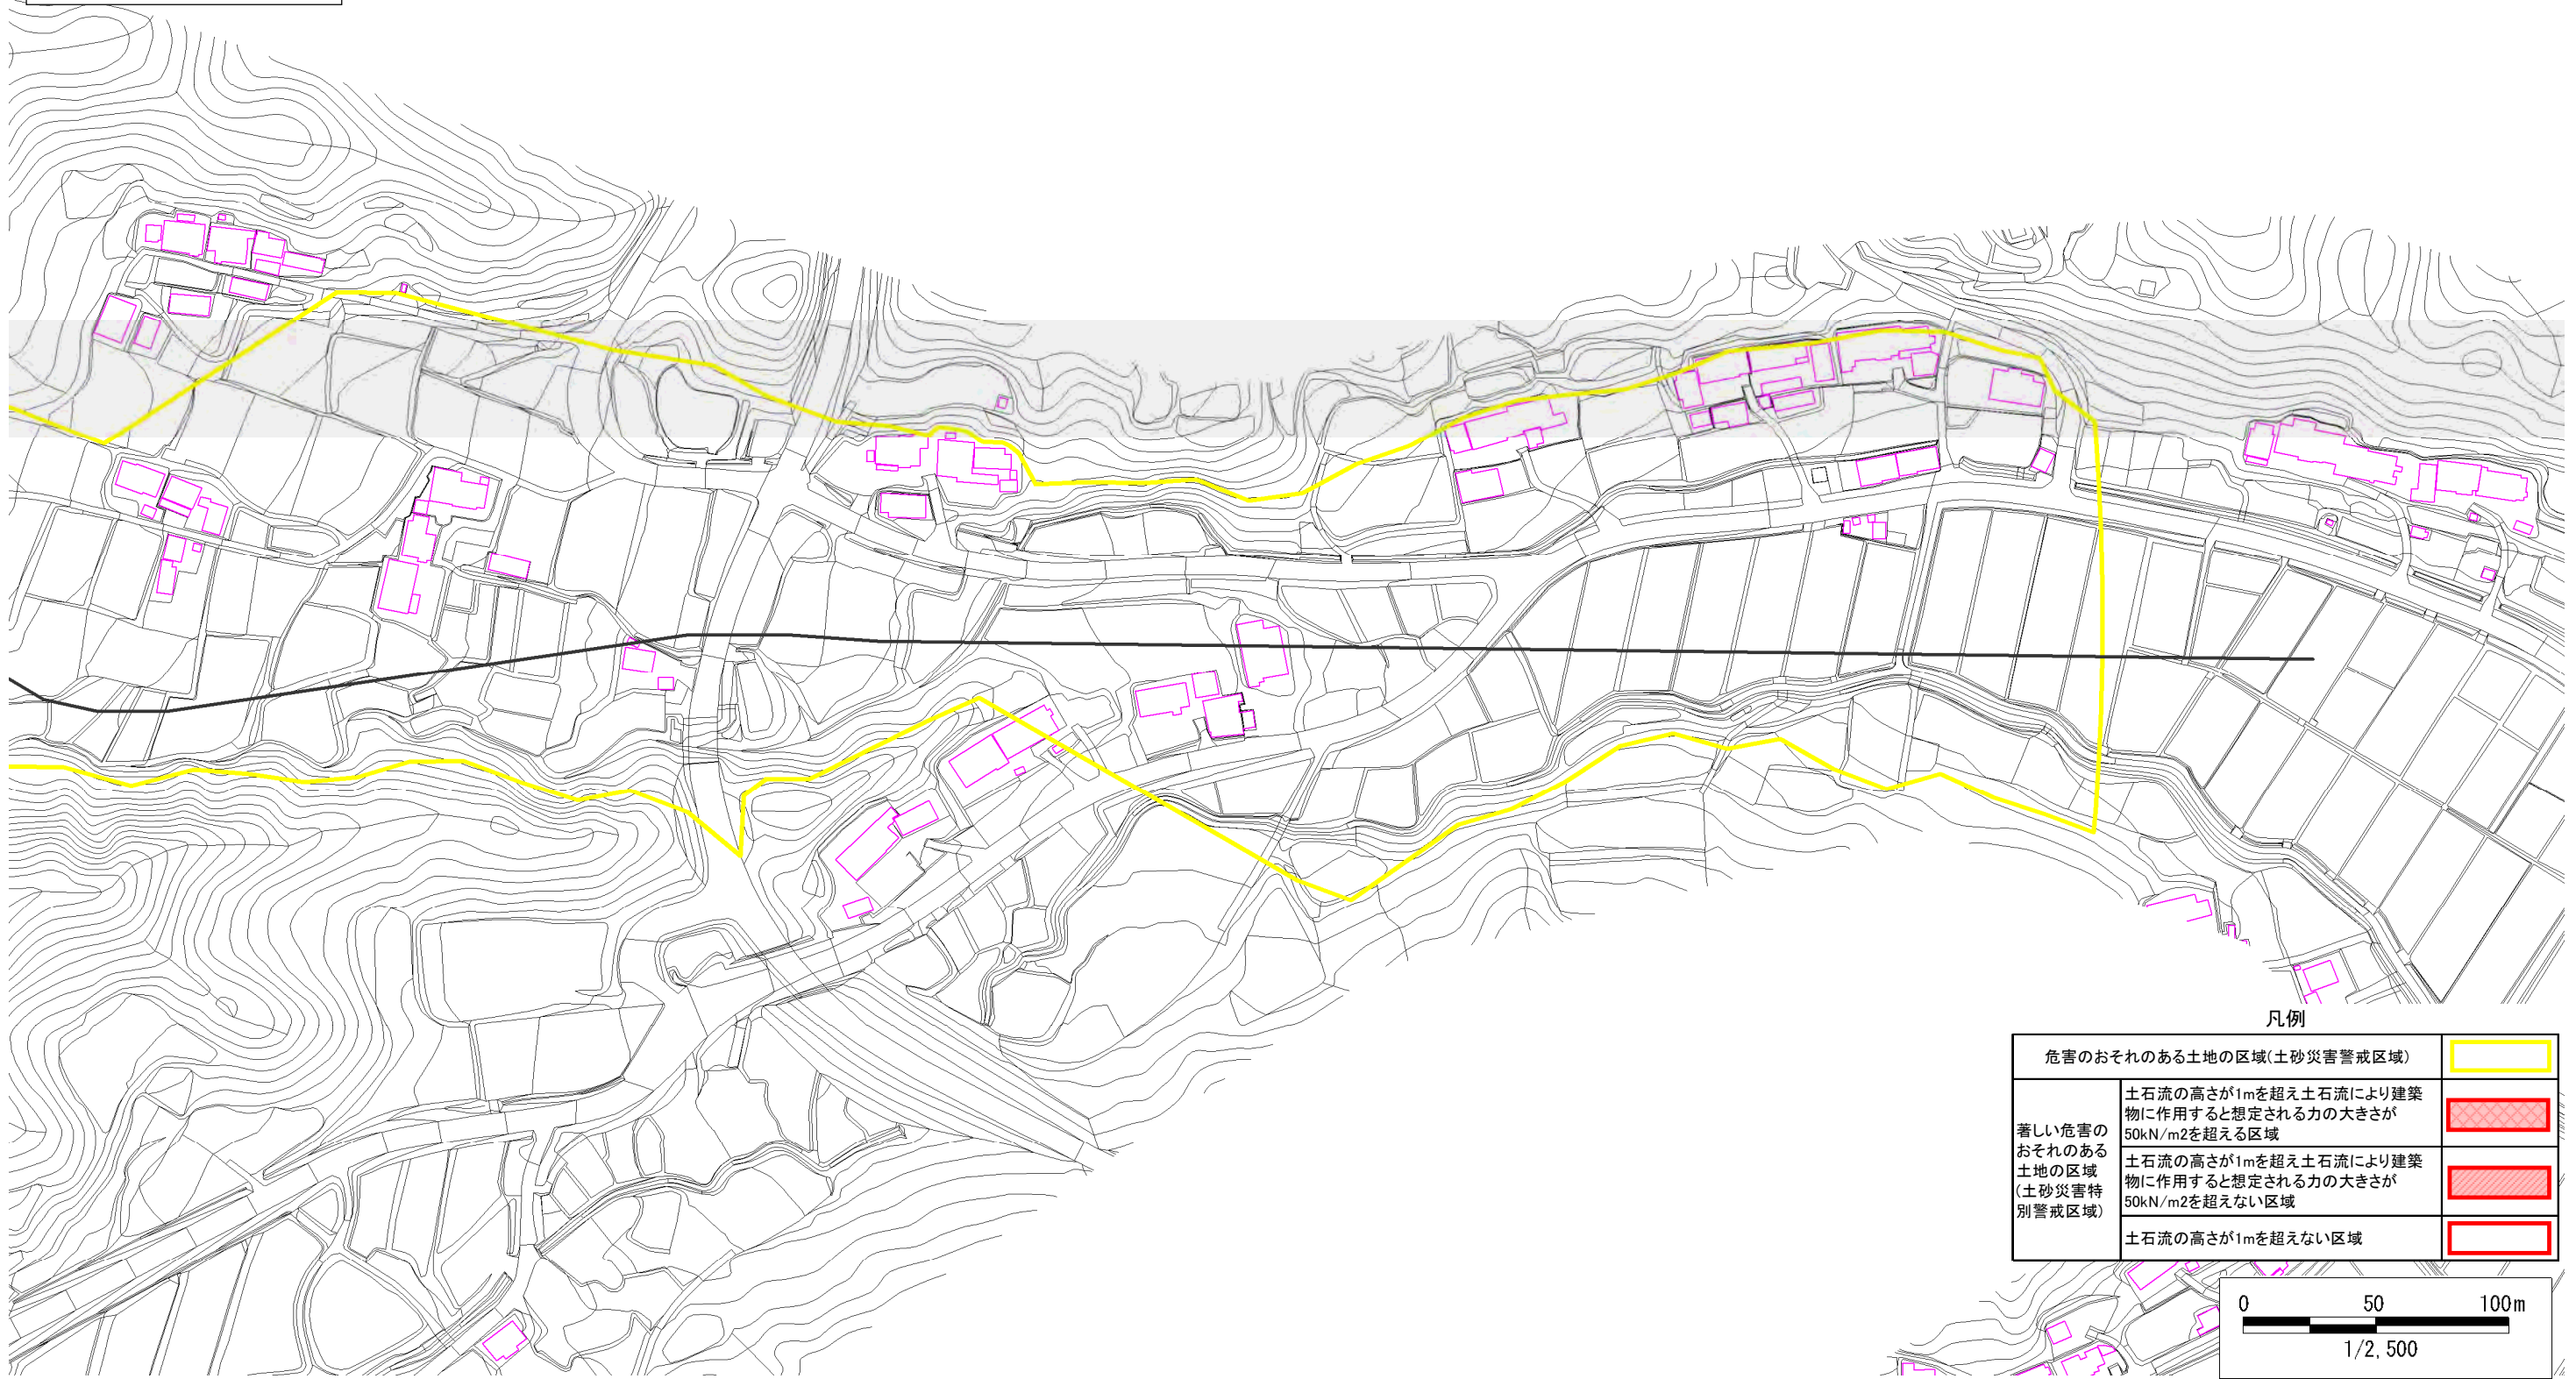 凡例
危害のおそれのある土地の区域(土砂災害警戒区域)
著しい危害の
おそれのある
土地の区域
(土砂災害特
別警戒区域)
土石流の高さが1mを超え土石流により建築
物に作用すると想定される力の大きさが
50kN/m2を超える区域
土石流の高さが1mを超え土石流により建築
物に作用すると想定される力の大きさが
50kN/m2を超えない区域
土石流の高さが1mを超えない区域
0 50 100m
1/2,500